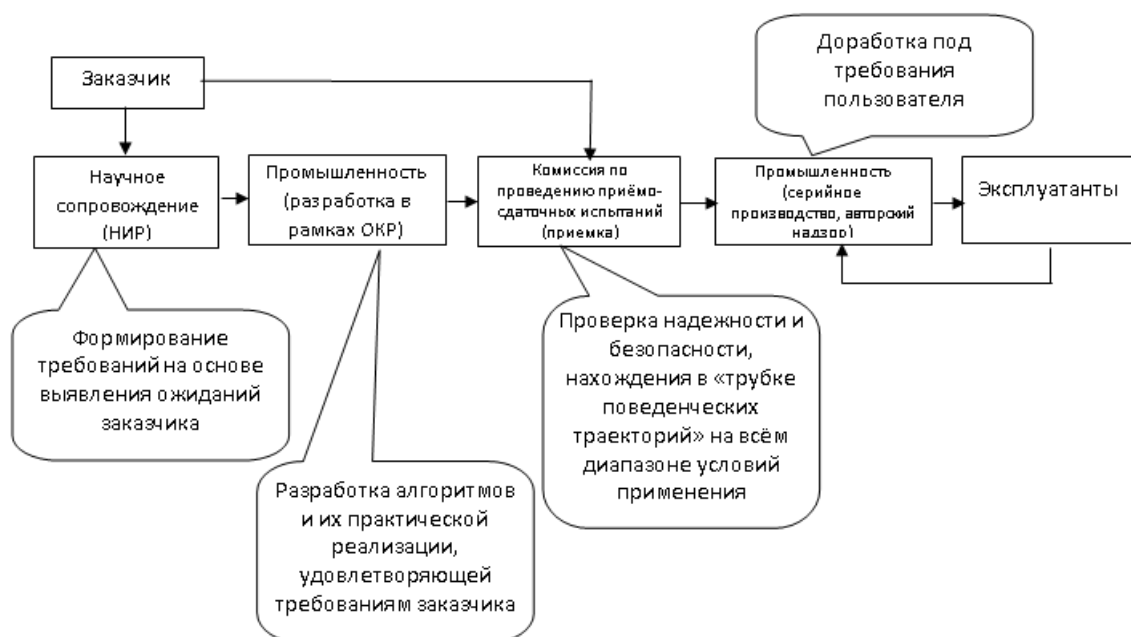 Доработка под
требования
пользователя
Заказчик
Научное
сопровождение
(НИР)
Промышленность
(разработка в
рамках ОКР)
Комиссия по
проведению приёмо-
сдаточных испытаний
(приемка)
Промышленность
(серийное
производство, авторский
надзор)
Эксплуатанты
Формирование
требований на основе
выявления ожиданий
заказчика
Разработка алгоритмов
и их практической
реализации,
удовлетворяющей
требованиям заказчика
Проверка надежности и
безопасности,
нахождения в «трубке
поведенческих
траекторий» на всём
диапазоне условий
применения